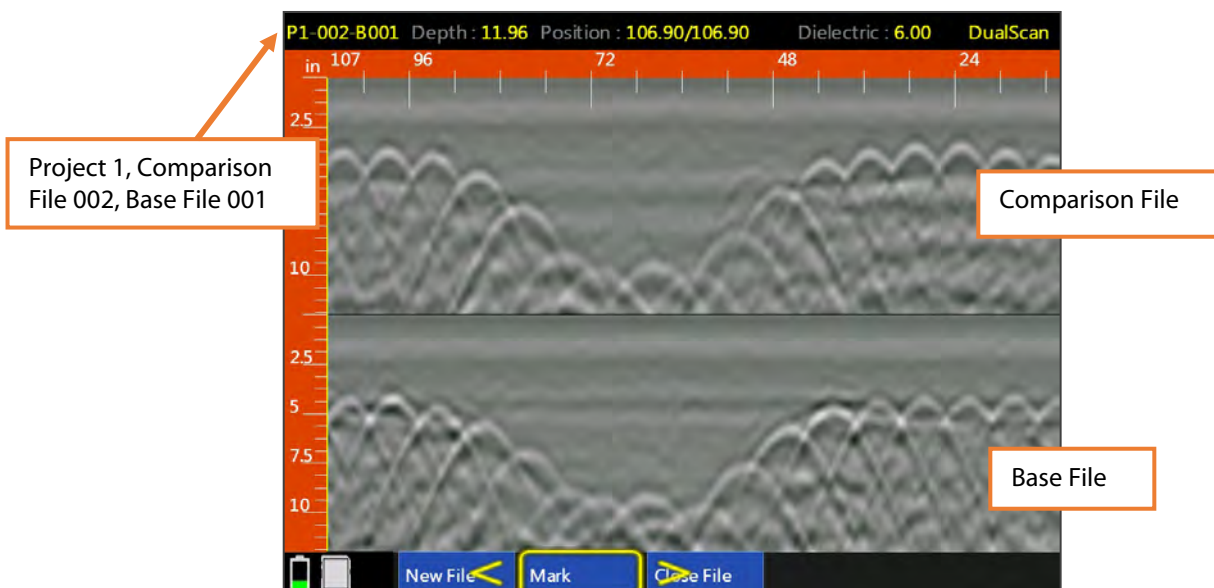 P1-002-B001 Depth : 11.96 Position : 106.90/106.90 Dielectric : 6.00 DualScan
in 107 96 72 48 24
2.5
Project 1, Comparison
File 002, Base File 001
Comparison File
10
2.5
5
7.5
Base File
10
New File < Mark > Close File